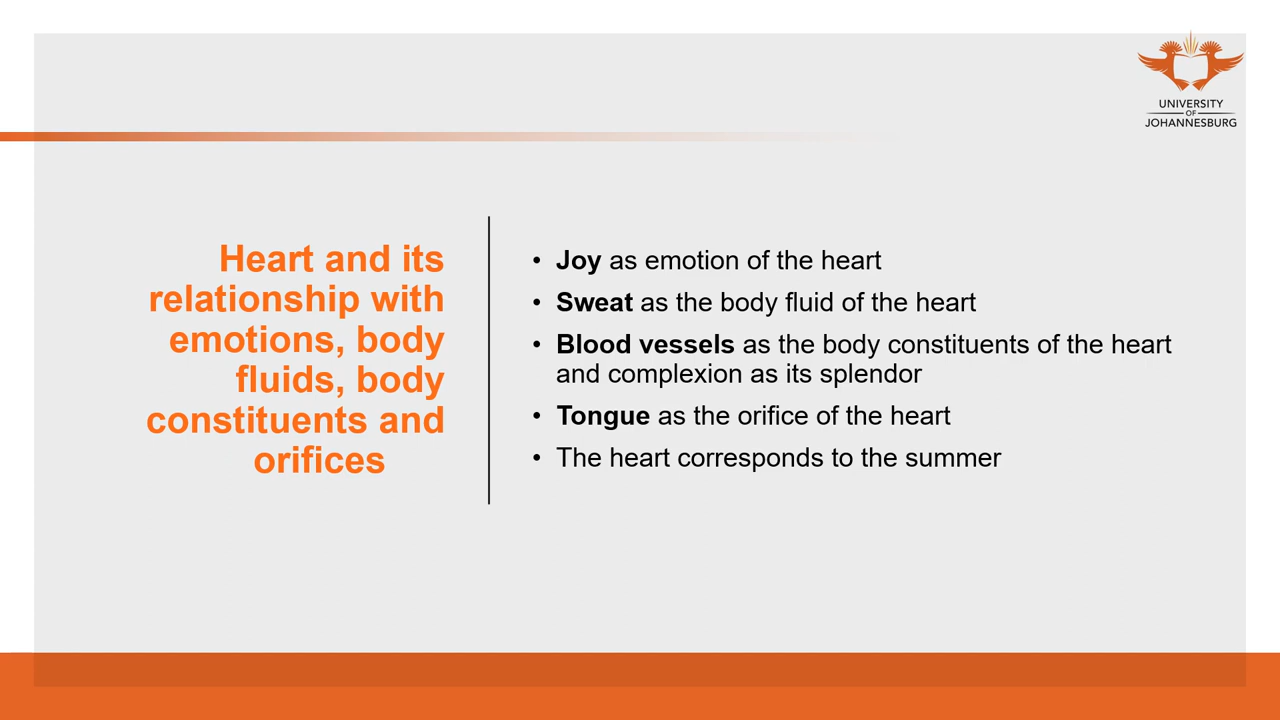 UNIVERSITY
OF
JOHANNESBURG
Heart and its
relationship with
emotions, body
fluids, body
constituents and
orifices
• Joy as emotion of the heart
• Sweat as the body fluid of the heart
• Blood vessels as the body constituents of the heart
and complexion as its splendor
• Tongue as the orifice of the heart
• The heart corresponds to the summer